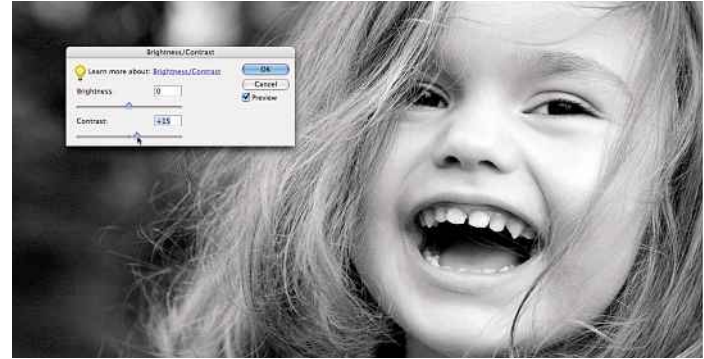 Brightness/Contrast
Learn more about: Brightness/Contrast
OK
Brightness: 0
Cancel
Preview
Contrast: +15